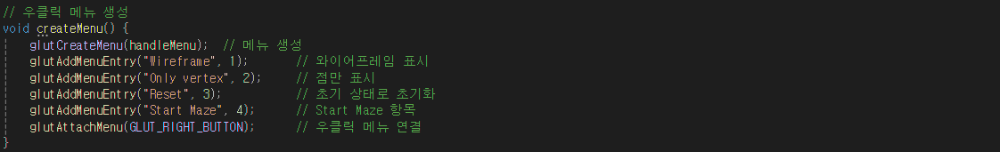 // 우클릭 메뉴 생성
void createMenu() {
glutCreateMenu(handleMenu);  // 메뉴 생성
glutAddMenuEntry("Wireframe", 1);       // 와이어프레임 표시
glutAddMenuEntry("Only vertex", 2);     // 점만 표시
glutAddMenuEntry("Reset", 3);           // 초기 상태로 초기화
glutAddMenuEntry("Start Maze", 4);      // Start Maze 항목
glutAttachMenu(GLUT_RIGHT_BUTTON);      // 우클릭 메뉴 연결
}